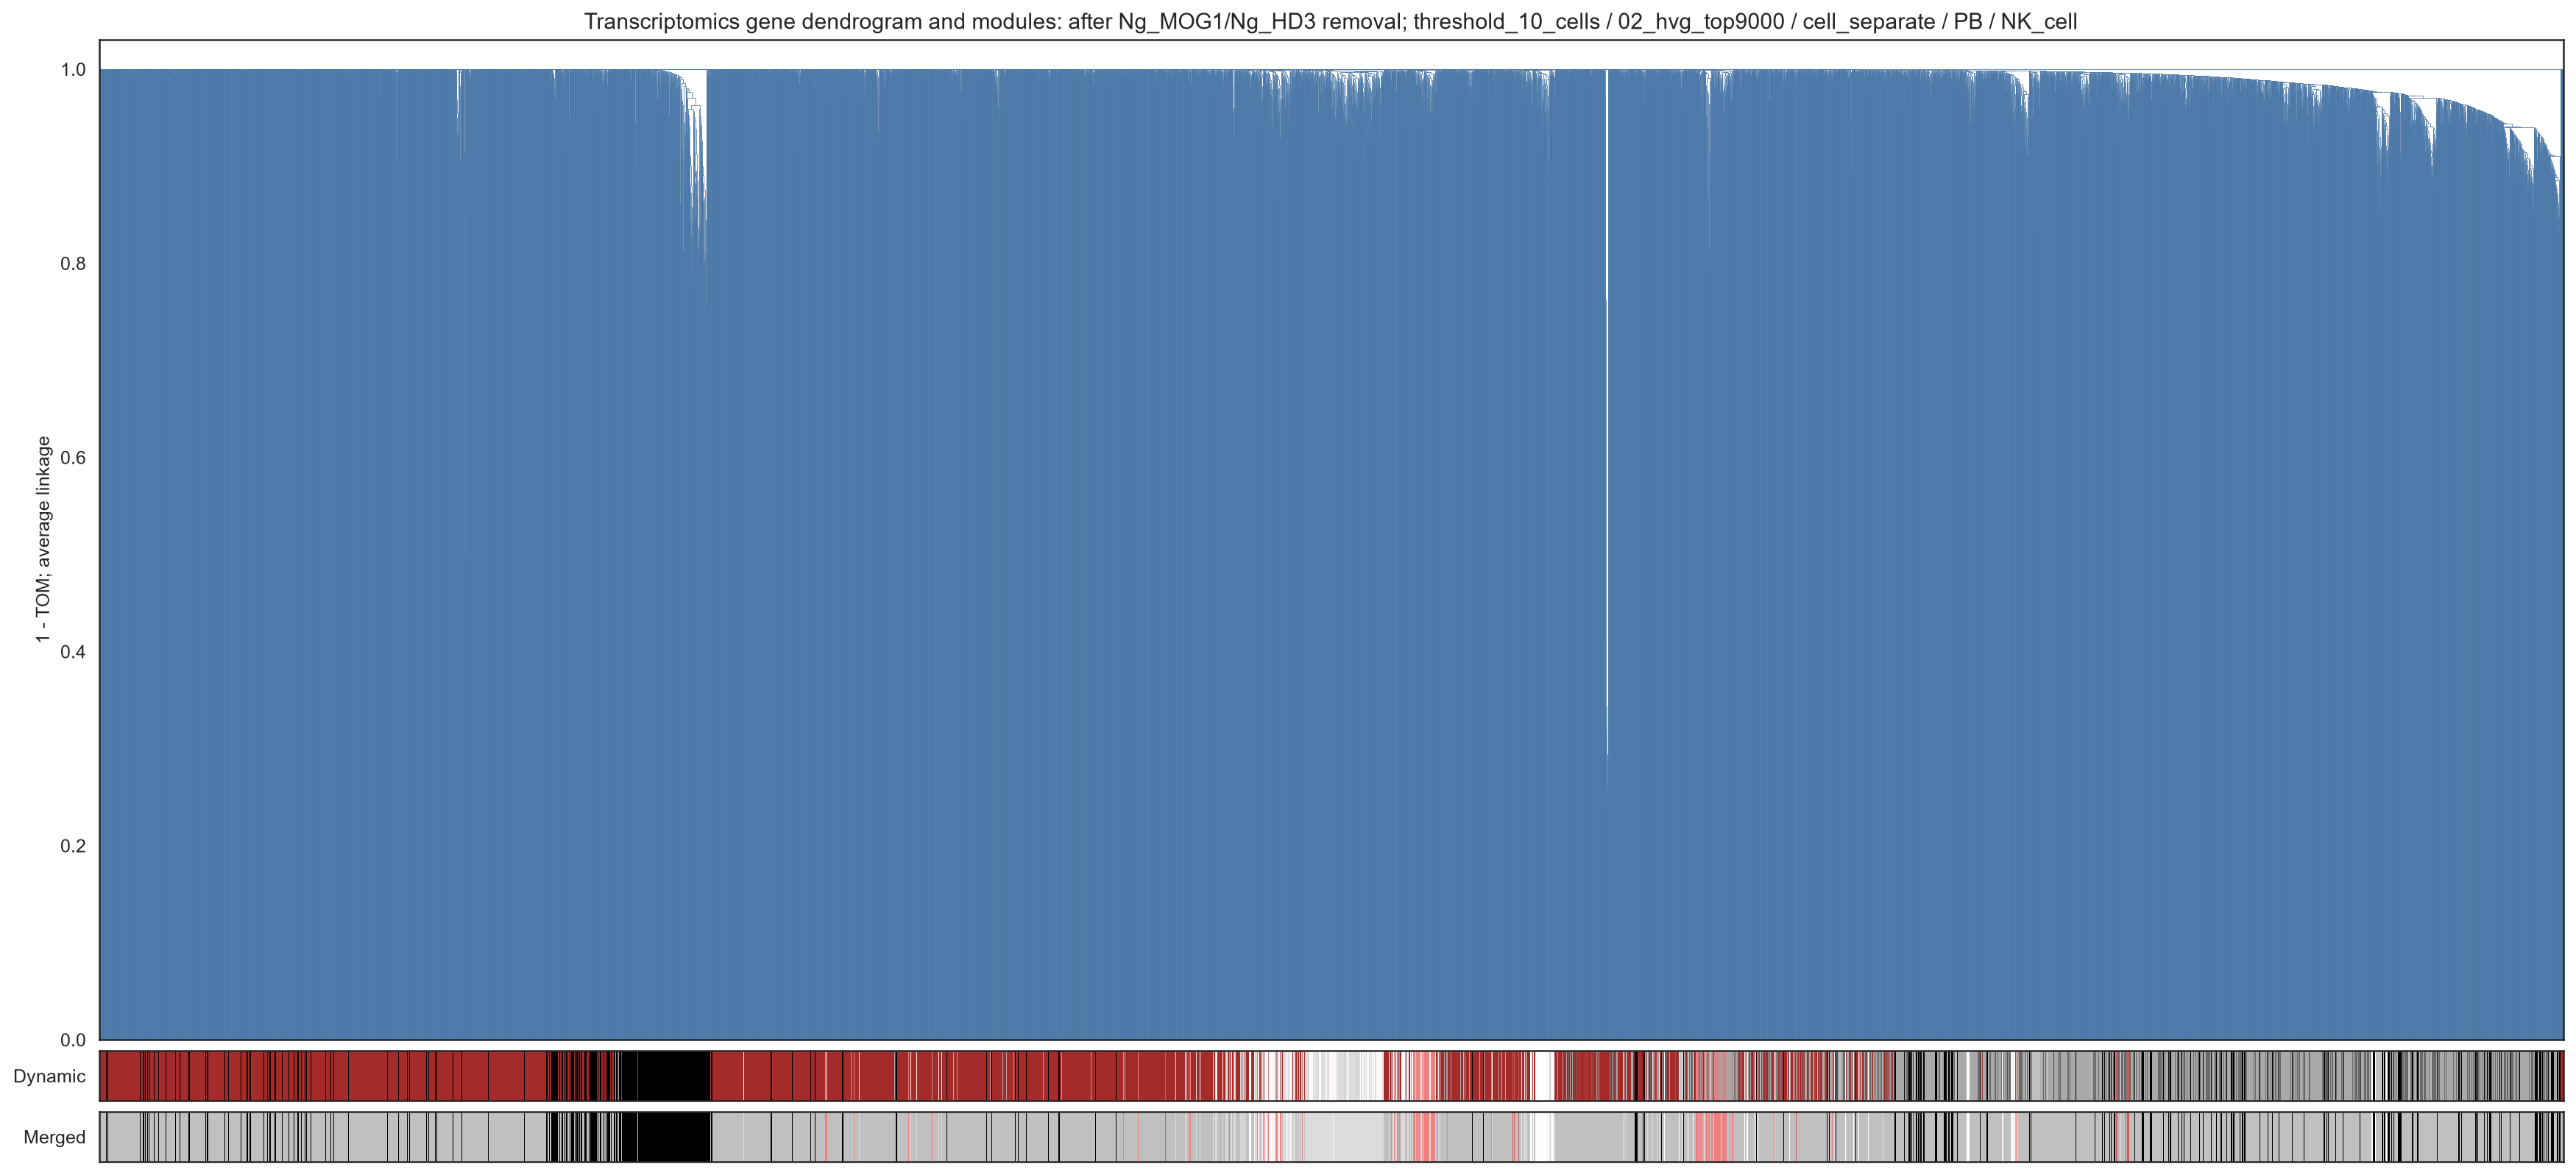 Transcriptomics gene dendrogram and modules: after Ng_MOG1/Ng_HD3 removal; threshold_10_cells / 02_hvg_top9000 / cell_separate / PB / NK_cell
1.0
0.8
0.6
0.4
0.2
0.0
1 - TOM; average linkage
Dynamic
Merged